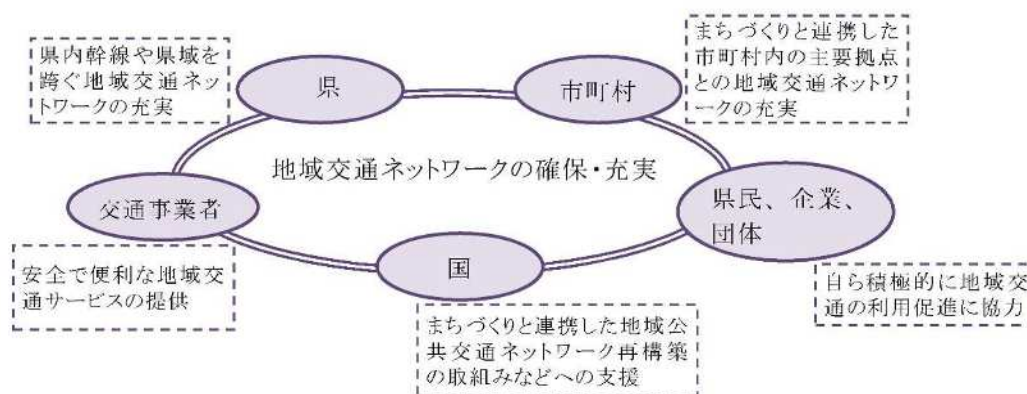 県内幹線や県域を
跨ぐ地域交通ネッ
トワークの充実
県
市町村
まちづくりと連携した
市町村内の主要拠点
との地域交通ネットワ
ークの充実
地域交通ネットワークの確保・充実
交通事業者
県民、企業、
団体
安全で便利な地域交
通サービスの提供
国
自ら積極的に地域交
通の利用促進に協力
まちづくりと連携した地域公
共交通ネットワーク再構築
の取組みなどへの支援